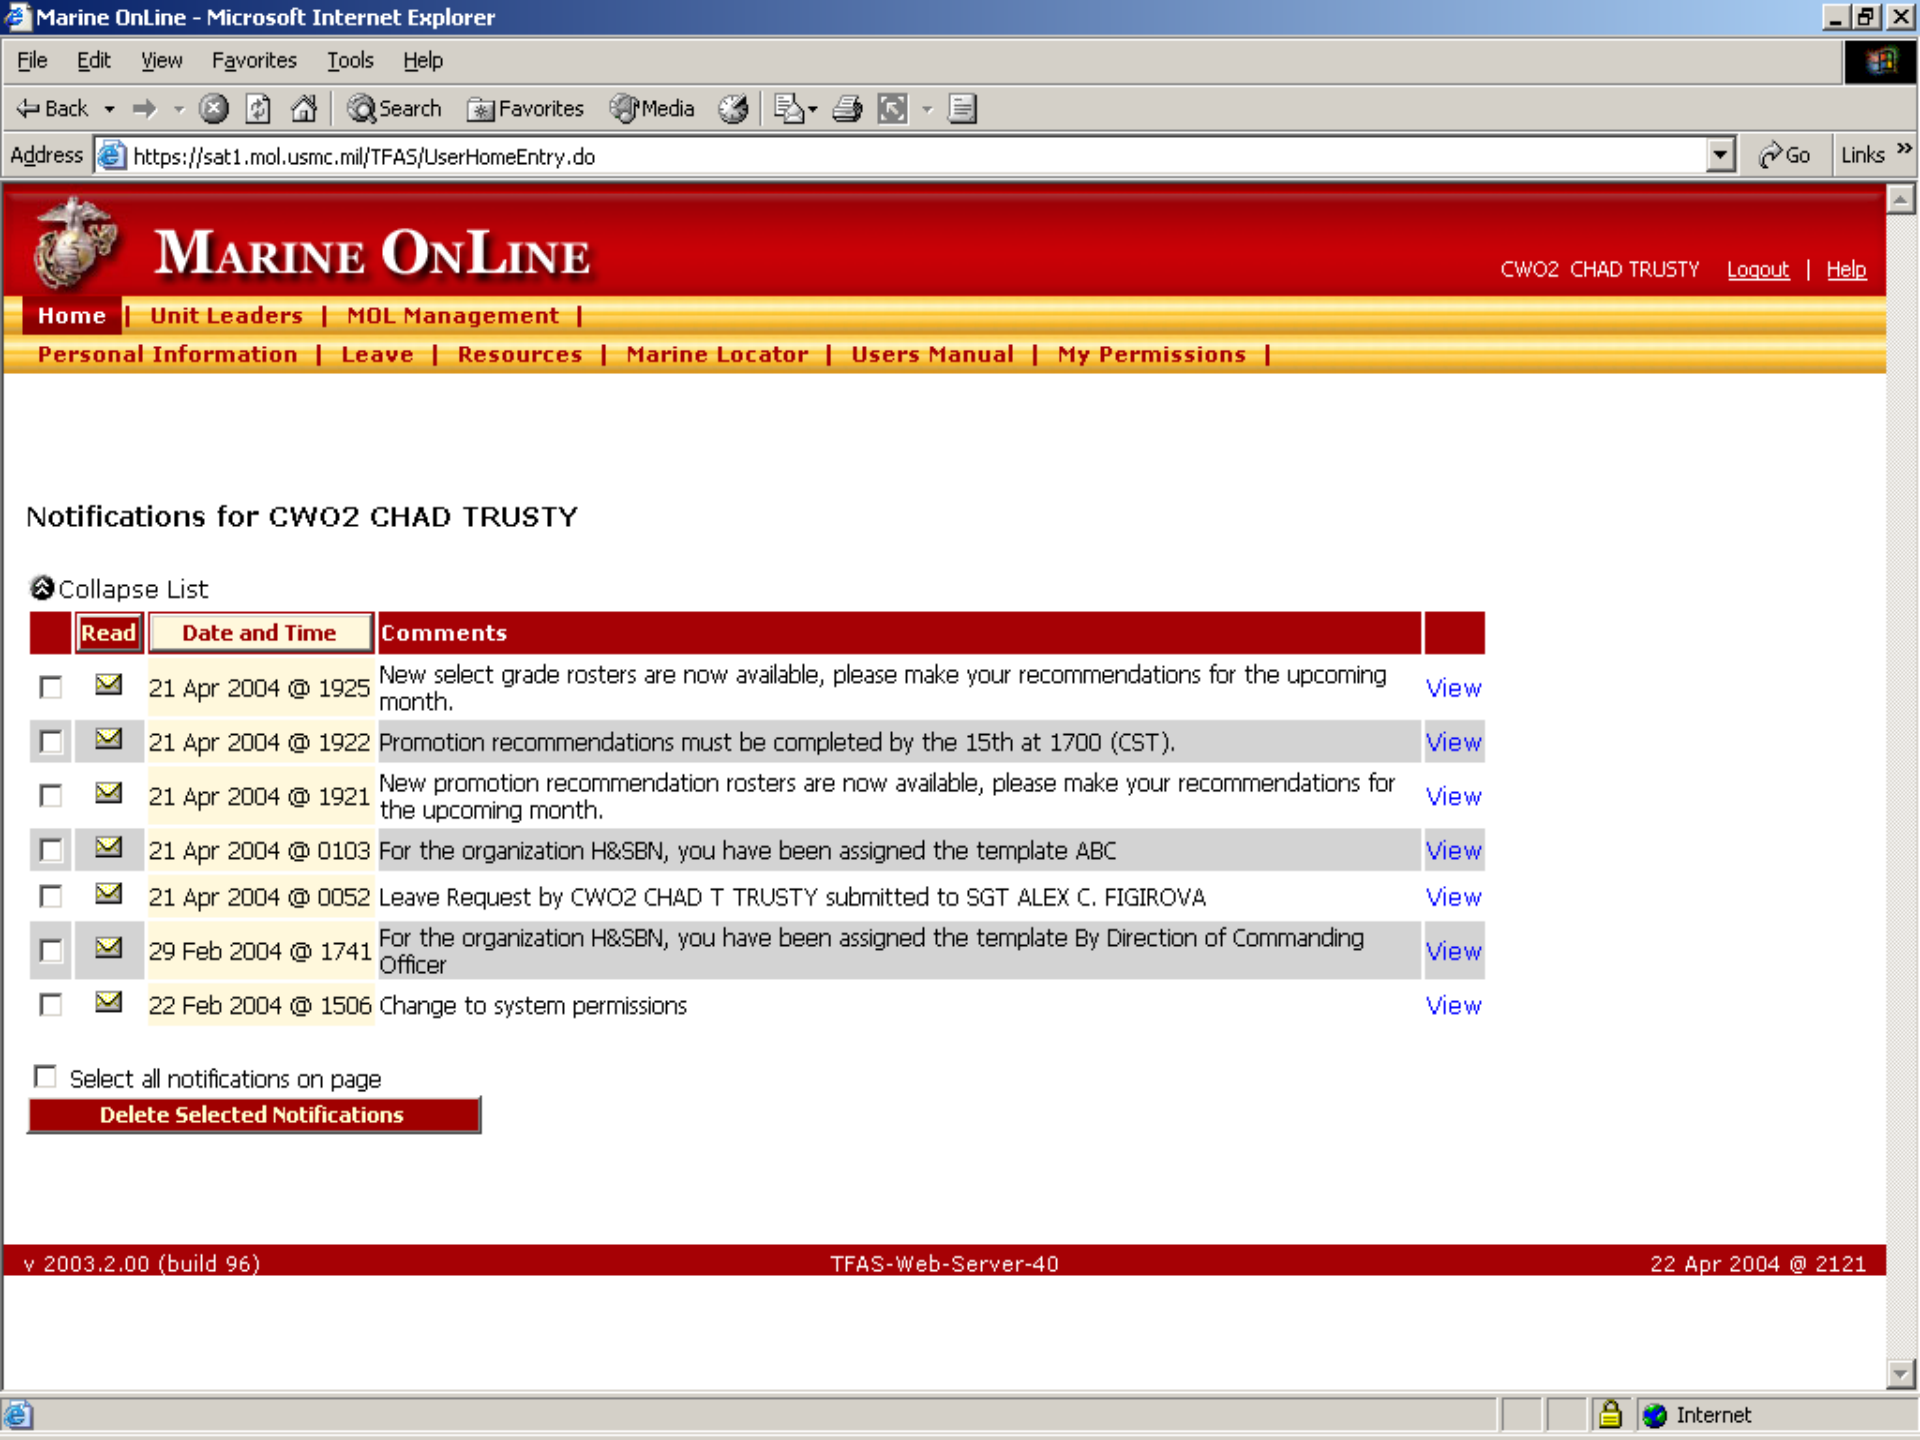 Marine OnLine - Microsoft Internet Explorer
File Edit View Favorites Tools Help
Back Search Favorites Media
Address https://sat1.mol.usmc.mil/TFAS/UserHomeEntry.do Go Links »
MARINE ONLINE
CWO2 CHAD TRUSTY Logout | Help
Home | Unit Leaders | MOL Management |
Personal Information | Leave | Resources | Marine Locator | Users Manual | My Permissions |
Notifications for CWO2 CHAD TRUSTY
Collapse List
Read Date and Time Comments
21 Apr 2004 @ 1925 New select grade rosters are now available, please make your recommendations for the upcoming
month. View
21 Apr 2004 @ 1922 Promotion recommendations must be completed by the 15th at 1700 (CST). View
21 Apr 2004 @ 1921 New promotion recommendation rosters are now available, please make your recommendations for
the upcoming month. View
21 Apr 2004 @ 0103 For the organization H&SBN, you have been assigned the template ABC View
21 Apr 2004 @ 0052 Leave Request by CWO2 CHAD T TRUSTY submitted to SGT ALEX C. FIGIROVA View
29 Feb 2004 @ 1741 For the organization H&SBN, you have been assigned the template By Direction of Commanding
Officer View
22 Feb 2004 @ 1506 Change to system permissions View
Select all notifications on page
Delete Selected Notifications
v 2003.2.00 (build 96) TFAS-Web-Server-40 22 Apr 2004 @ 2121
Internet